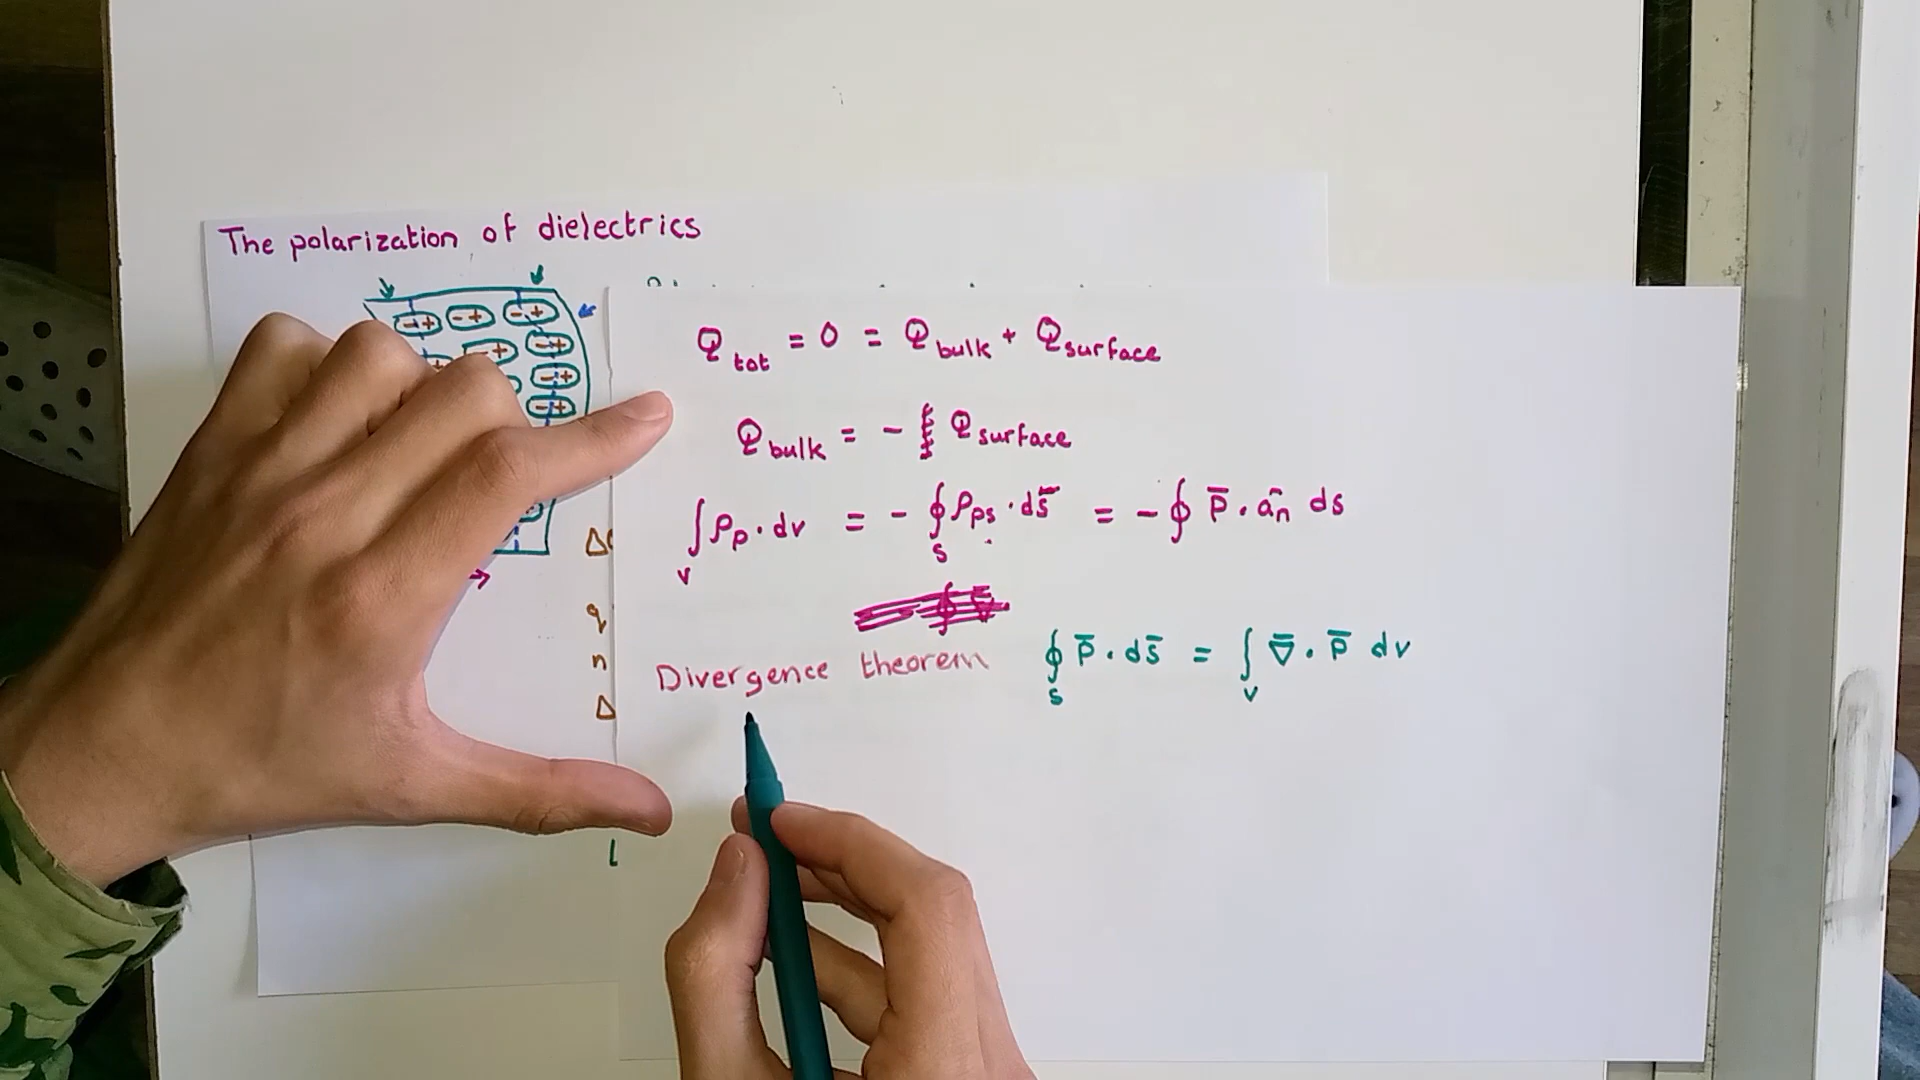 The polarization of dielectrics
Q tot = 0 = Q bulk + Q surface
Q bulk = - Q surface
∫v ρp · dv = - ∮s ρps · ds̄ = - ∮ P̄ · ân ds
Divergence theorem ∮s P̄ · ds̄ = ∫v ∇̄ · P̄ dv
Δ
q
n
Δ
l